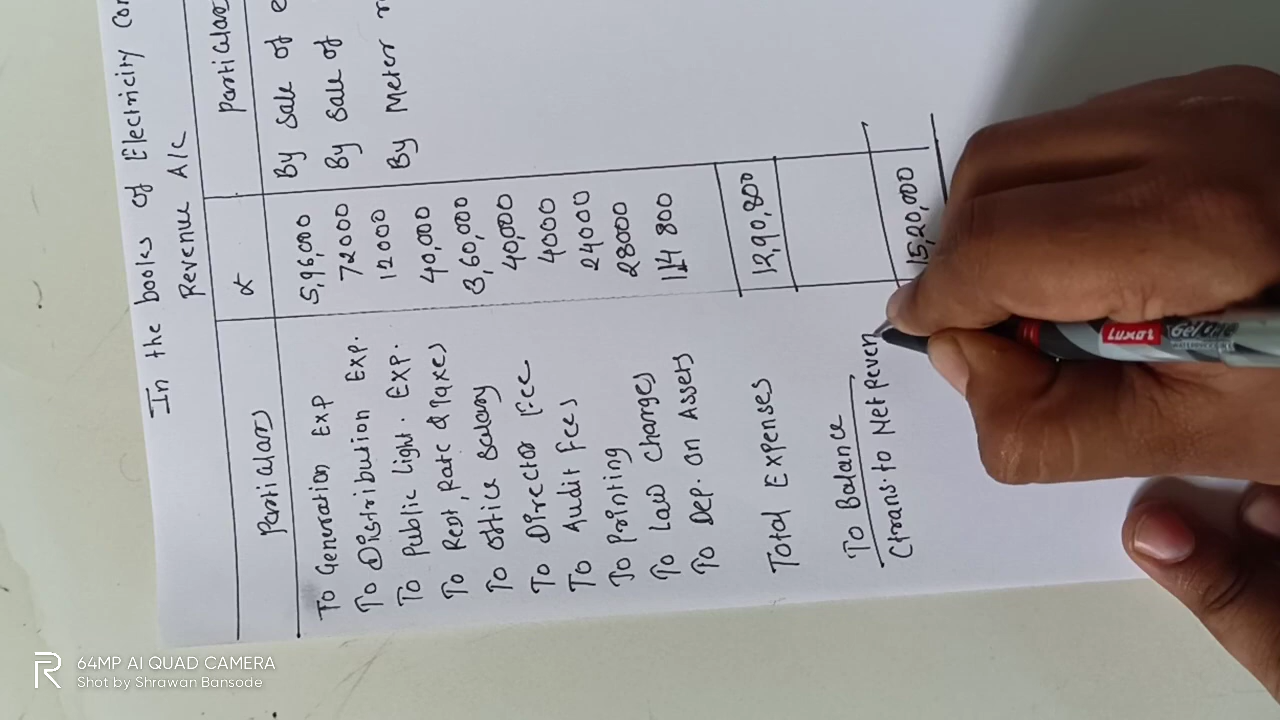 In the books of Electricity
Revenue A/c
Particulars ₹ Particulars
To Generation Exp 5,96,000 By Sale of
To Distribution Exp. 72000 By Sale of
To Public Light. Exp. 12000 By Meter
To Rent, Rate & Taxes 40,000
To Office Salary 3,60,000
To Director Fee 40,000
To Audit Fees 4000
To Printing 24000
To Law Charges 28000
To Dep. on Assets 114800
Total Expenses 12,90,800
To Balance
(trans. to Net Reven 15,20,000
LUXOR Gel One
64MP AI QUAD CAMERA
Shot by Shrawan Bansode